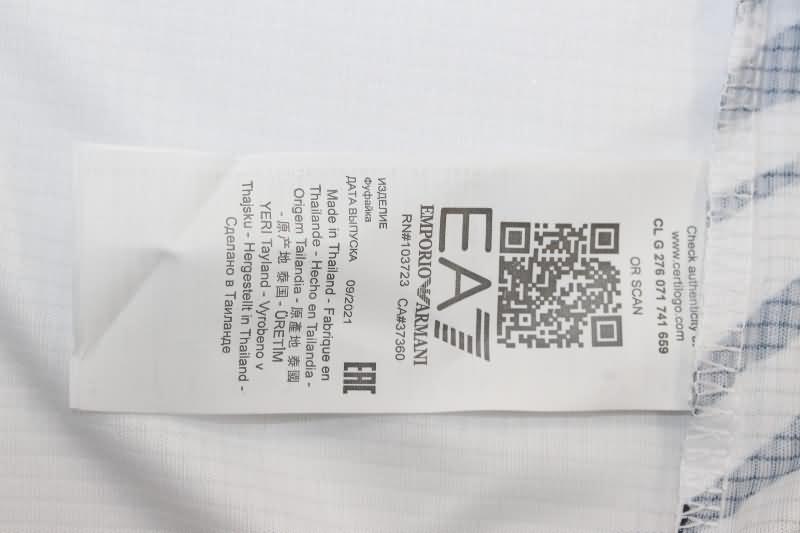 Check authenticity
www.certilogo.com
CL G 276 071 741 659
OR SCAN
EA7
EMPORIO ARMANI
RN#103723 CA#37360
ИЗДЕЛИЕ
Фуфайка
ДАТА ВЫПУСКА 09/2021
EAC
Made in Thailand - Fabriqué en
Thaïlande - Hecho en Tailandia -
Origem Tailandia - 原產地 泰國
- 原产地 泰国 - ÜRETİM
YERI Tayland - Vyrobeno v
Thajsku - Hergestellt in Thailand -
Сделано в Таиланде